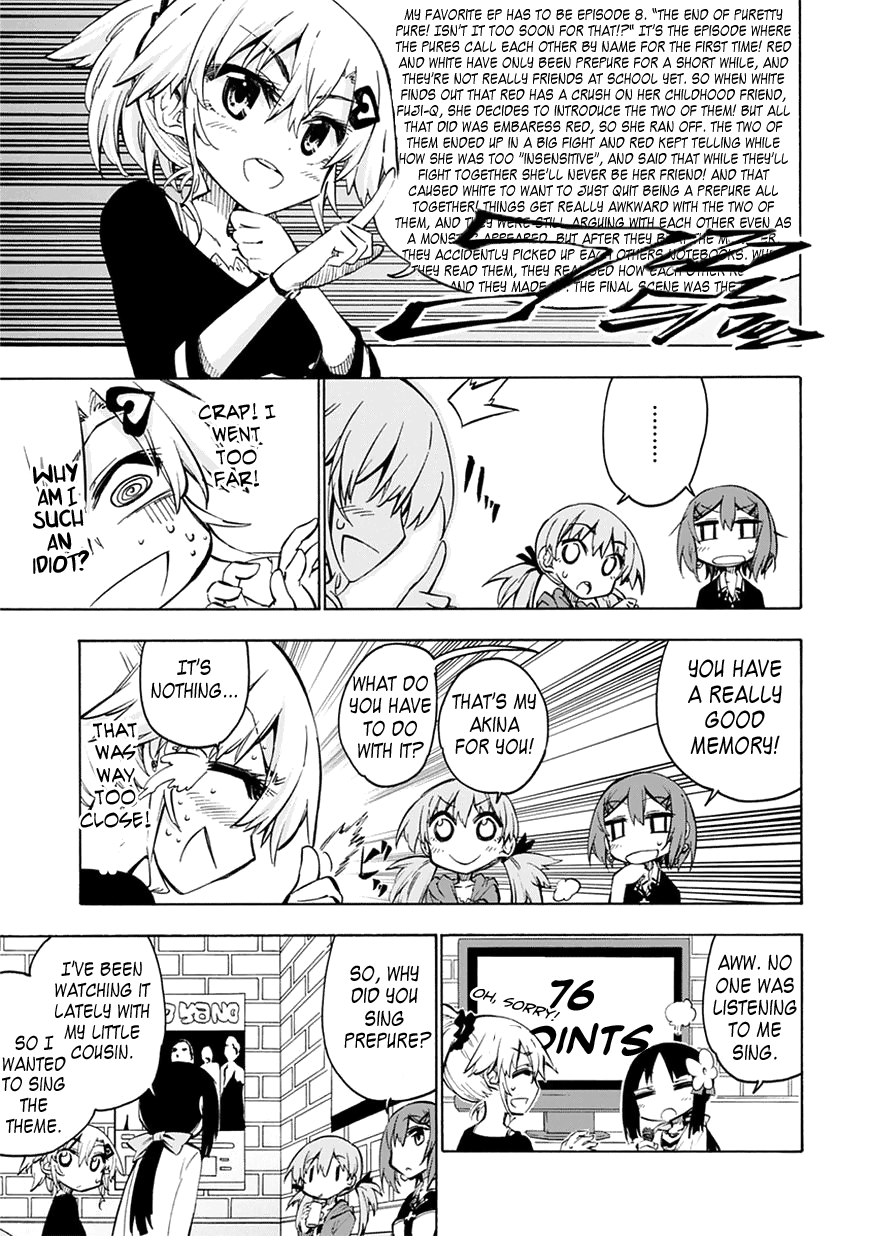 MY FAVORITE EP HAS TO BE EPISODE 8. "THE END OF PURETTY
PURE! ISN'T IT TOO SOON FOR THAT!?" IT'S THE EPISODE WHERE
THE PURES CALL EACH OTHER BY NAME FOR THE FIRST TIME! RED
AND WHITE HAVE ONLY BEEN PREPURE FOR A SHORT WHILE, AND
THEY'RE NOT REALLY FRIENDS AT SCHOOL YET. SO WHEN WHITE
FINDS OUT THAT RED HAS A CRUSH ON HER CHILDHOOD FRIEND,
FUJI-Q, SHE DECIDES TO INTRODUCE THE TWO OF THEM! BUT ALL
THAT DID WAS EMBARESS RED, SO SHE RAN OFF. THE TWO OF
THEM ENDED UP IN A BIG FIGHT AND RED KEPT TELLING WHILE
HOW SHE WAS TOO "INSENSITIVE", AND SAID THAT WHILE THEY'LL
FIGHT TOGETHER SHE'LL NEVER BE HER FRIEND! AND THAT
CAUSED WHITE TO WANT TO JUST QUIT BEING A PREPURE ALL
TOGETHER! THINGS GET REALLY AWKWARD WITH THE TWO OF
THEM, AND THEY WERE STILL ARGUING WITH EACH OTHER EVEN AS
A MONSTER APPEARED. BUT AFTER THEY THE
THEY ACCIDENTLY PICKED UP EACH OTHERS NOTEBOOKS.
THEY READ THEM, THEY HOW EACH OTHER
AND THEY MADE THE FINAL SCENE WAS THE
.........
CRAP! I
WENT
TOO
FAR!
WHY
AM I
SUCH
AN
IDIOT?
YOU HAVE
A REALLY
GOOD
MEMORY!
THAT'S MY
AKINA
FOR YOU!
WHAT DO
YOU HAVE
TO DO
WITH IT?
IT'S
NOTHING...
THAT
WAS
WAY
TOO
CLOSE!
AWW. NO
ONE WAS
LISTENING
TO ME
SING.
76
POINTS
OH, SORRY!
SO, WHY
DID YOU
SING
PREPURE?
I'VE BEEN
WATCHING IT
LATELY WITH
MY LITTLE
COUSIN.
SO I
WANTED
TO SING
THE
THEME.